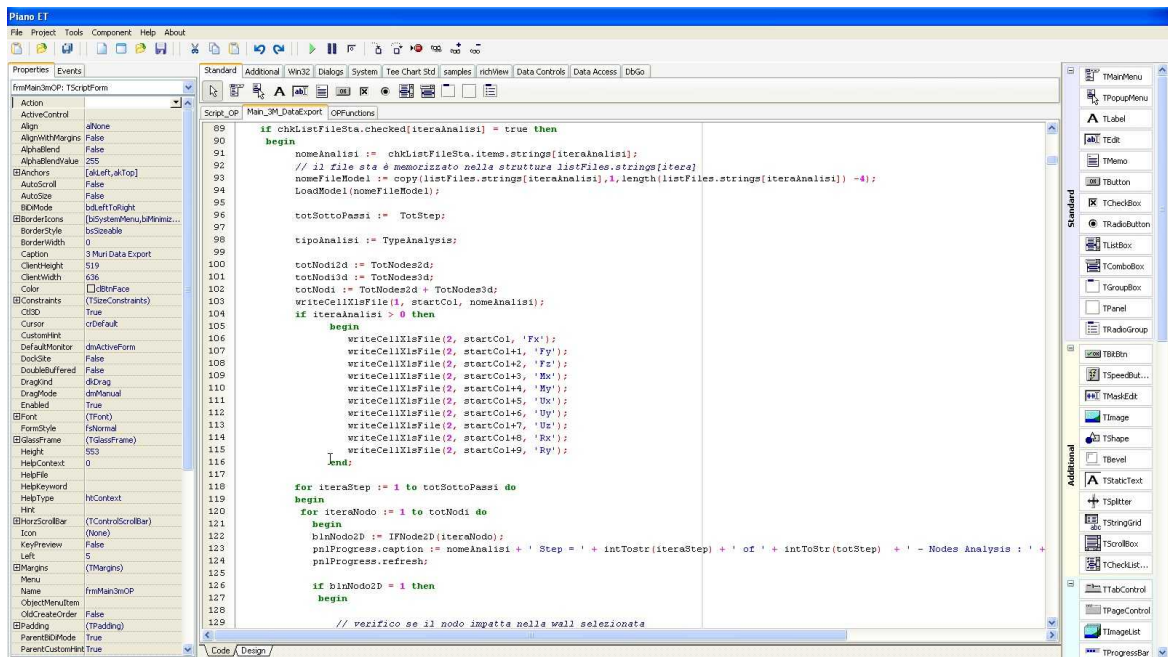 Piano ET
File Project Tools Component Help About
Properties Events
frmMain3mOP: TScriptForm
Action
ActiveControl
Align alNone
AlignWithMargins False
AlphaBlend False
AlphaBlendValue 255
Anchors [akLeft,akTop]
AutoScroll False
AutoSize False
BiDiMode bdLeftToRight
BorderIcons [biSystemMenu,biMinimiz...
BorderStyle bsSizeable
BorderWidth 0
Caption 3 Muri Data Export
ClientHeight 519
ClientWidth 636
Color clBtnFace
Constraints (TSizeConstraints)
Ctl3D True
Cursor crDefault
CustomHint
DefaultMonitor dmActiveForm
DockSite False
DoubleBuffered False
DragKind dkDrag
DragMode dmManual
Enabled True
Font (TFont)
FormStyle fsNormal
GlassFrame (TGlassFrame)
Height 553
HelpContext 0
HelpFile
HelpKeyword
HelpType htContext
Hint
HorzScrollBar (TControlScrollBar)
Icon (None)
KeyPreview False
Left 5
Margins (TMargins)
Menu
Name frmMain3mOP
ObjectMenuItem
OldCreateOrder False
Padding (TPadding)
ParentBiDiMode True
ParentCustomHint True
Standard Additional Win32 Dialogs System Tee Chart Std samples richView Data Controls Data Access DbGo
Script_OP Main_3M_DataExport OPFunctions
89 if chkListFileSta.checked[iteraAnalisi] = true then
90 begin
91 nomeAnalisi := chkListFileSta.items.strings[iteraAnalisi];
92 // il file sta è memorizzato nella struttura listFiles.strings[itera]
93 nomeFileModel := copy(listFiles.strings[iteraAnalisi],1,length(listFiles.strings[iteraAnalisi]) -4);
94 LoadModel(nomeFileModel);
95
96 totSottoPassi := TotStep;
97
98 tipoAnalisi := TypeAnalysis;
99
100 totNodi2d := TotNodes2d;
101 totNodi3d := TotNodes3d;
102 totNodi := TotNodes2d + TotNodes3d;
103 writeCellXlsFile(1, startCol, nomeAnalisi);
104 if iteraAnalisi > 0 then
105 begin
106 writeCellXlsFile(2, startCol, 'Fx');
107 writeCellXlsFile(2, startCol+1, 'Fy');
108 writeCellXlsFile(2, startCol+2, 'Fz');
109 writeCellXlsFile(2, startCol+3, 'Mx');
110 writeCellXlsFile(2, startCol+4, 'My');
111 writeCellXlsFile(2, startCol+5, 'Ux');
112 writeCellXlsFile(2, startCol+6, 'Uy');
113 writeCellXlsFile(2, startCol+7, 'Uz');
114 writeCellXlsFile(2, startCol+8, 'Rx');
115 writeCellXlsFile(2, startCol+9, 'Ry');
116 end;
117
118 for iteraStep := 1 to totSottoPassi do
119 begin
120 for iteraNodo := 1 to totNodi do
121 begin
122 blnNodo2D := IFNode2D(iteraNodo);
123 pnlProgress.caption := nomeAnalisi + ' Step = ' + intTostr(iteraStep) + ' of ' + intToStr(totStep) + ' - Nodes Analysis : ' +
124 pnlProgress.refresh;
125
126 if blnNodo2D = 1 then
127 begin
128
129 // verifico se il nodo impatta nella wall selezionata
Code Design
Standard
TMainMenu
TPopupMenu
TLabel
TEdit
TMemo
TButton
TCheckBox
TRadioButton
TListBox
TComboBox
TGroupBox
TPanel
TRadioGroup
Additional
TBitBtn
TSpeedBut...
TMaskEdit
TImage
TShape
TBevel
TStaticText
TSplitter
TStringGrid
TScrollBox
TCheckList...
TTabControl
TPageControl
TImageList
TProgressBar